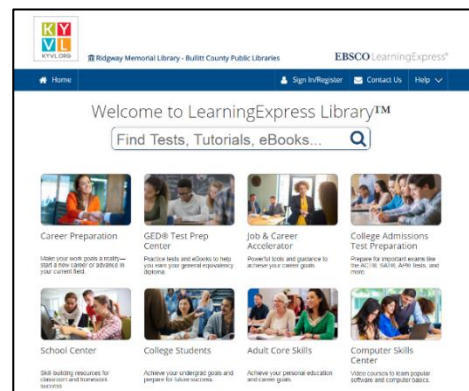 KY
VL
KYVL.ORG
Ridgway Memorial Library - Bullitt County Public Libraries
EBSCO LearningExpress®
Home
Sign In/Register
Contact Us
Help
Welcome to LearningExpress Library™
Find Tests, Tutorials, eBooks...
Career Preparation
GED® Test Prep
Center
Job & Career
Accelerator
College Admissions
Test Preparation
Make your work goals a reality—
start a new career or advance in
your current field.
Practice tests and eBooks to help
you earn your general equivalency
diploma.
Powerful tools and guidance to
achieve your career goals.
Prepare for important exams like
the ACT®, SAT®, AP® tests, and
more.
School Center
College Students
Adult Core Skills
Computer Skills
Center
Skill-building resources for
classroom and homework
success
Achieve your undergrad goals and
prepare for future success.
Achieve your personal education
and career goals.
Video courses to learn popular
software and computer basics.